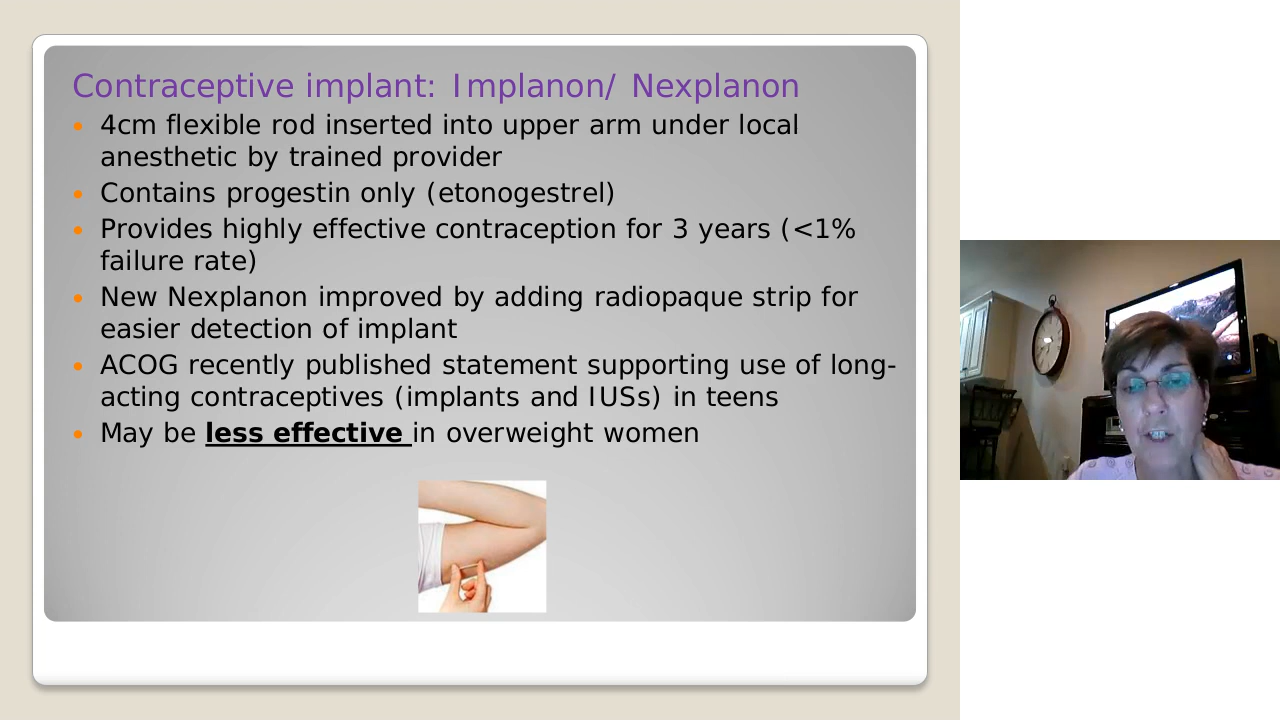 Contraceptive implant: Implanon/ Nexplanon
• 4cm flexible rod inserted into upper arm under local
anesthetic by trained provider
• Contains progestin only (etonogestrel)
• Provides highly effective contraception for 3 years (<1%
failure rate)
• New Nexplanon improved by adding radiopaque strip for
easier detection of implant
• ACOG recently published statement supporting use of long-
acting contraceptives (implants and IUSs) in teens
• May be less effective in overweight women